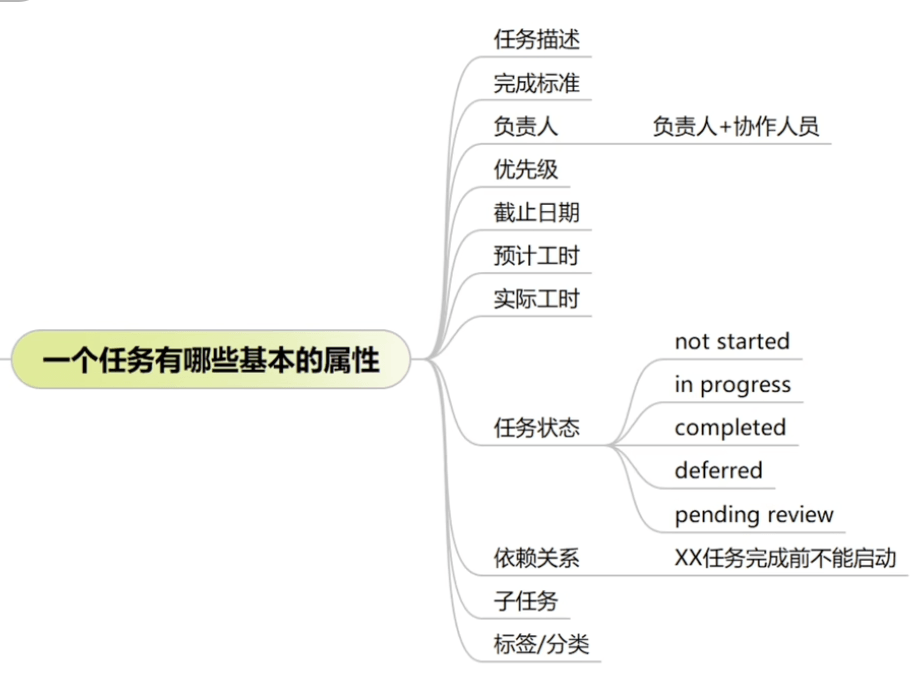 任务描述
完成标准
负责人
负责人+协作人员
优先级
截止日期
预计工时
实际工时
一个任务有哪些基本的属性
任务状态
not started
in progress
completed
deferred
pending review
依赖关系
XX任务完成前不能启动
子任务
标签/分类